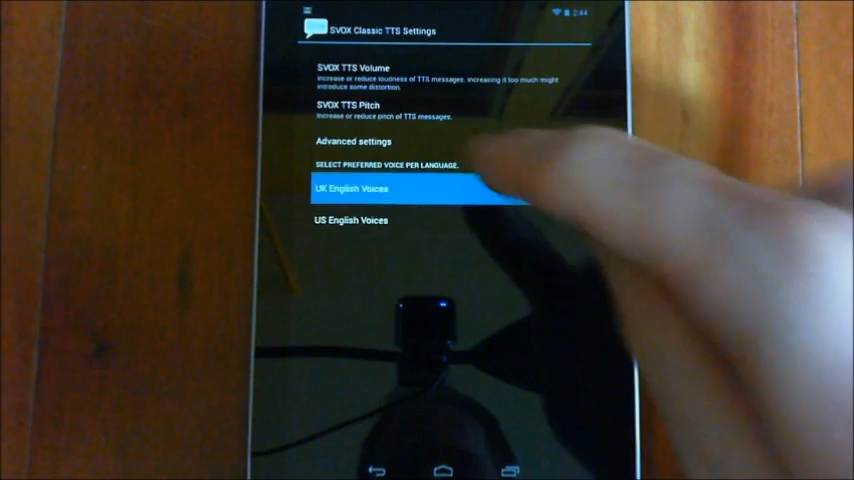 2:44
SVOX Classic TTS Settings
SVOX TTS Volume
Increase or reduce loudness of TTS messages, increasing it too much might
introduce some distortion.
SVOX TTS Pitch
Increase or reduce pitch of TTS messages.
Advanced settings
SELECT PREFERRED VOICE PER LANGUAGE.
UK English Voices
US English Voices